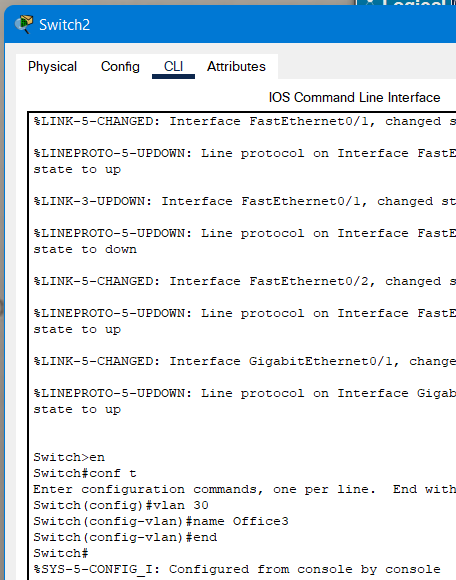 Logical
Switch2
Physical Config CLI Attributes
IOS Command Line Interface
%LINK-5-CHANGED: Interface FastEthernet0/1, changed s
%LINEPROTO-5-UPDOWN: Line protocol on Interface FastE
state to up
%LINK-3-UPDOWN: Interface FastEthernet0/1, changed st
%LINEPROTO-5-UPDOWN: Line protocol on Interface FastE
state to down
%LINK-5-CHANGED: Interface FastEthernet0/2, changed s
%LINEPROTO-5-UPDOWN: Line protocol on Interface FastE
state to up
%LINK-5-CHANGED: Interface GigabitEthernet0/1, change
%LINEPROTO-5-UPDOWN: Line protocol on Interface Gigab
state to up
Switch>en
Switch#conf t
Enter configuration commands, one per line.  End with
Switch(config)#vlan 30
Switch(config-vlan)#name Office3
Switch(config-vlan)#end
Switch#
%SYS-5-CONFIG_I: Configured from console by console